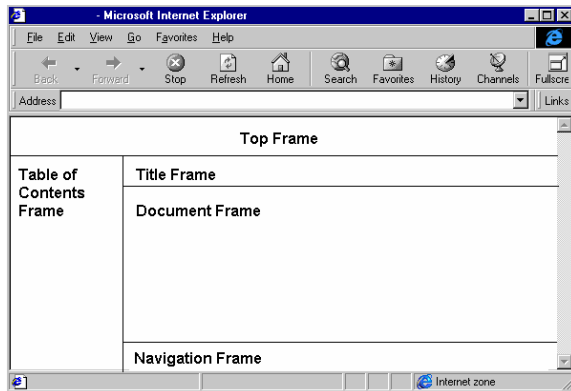 - Microsoft Internet Explorer
File Edit View Go Favorites Help
Back Forward Stop Refresh Home Search Favorites History Channels Fullscre
Address Links
Top Frame
Table of
Contents
Frame
Title Frame
Document Frame
Navigation Frame
Internet zone